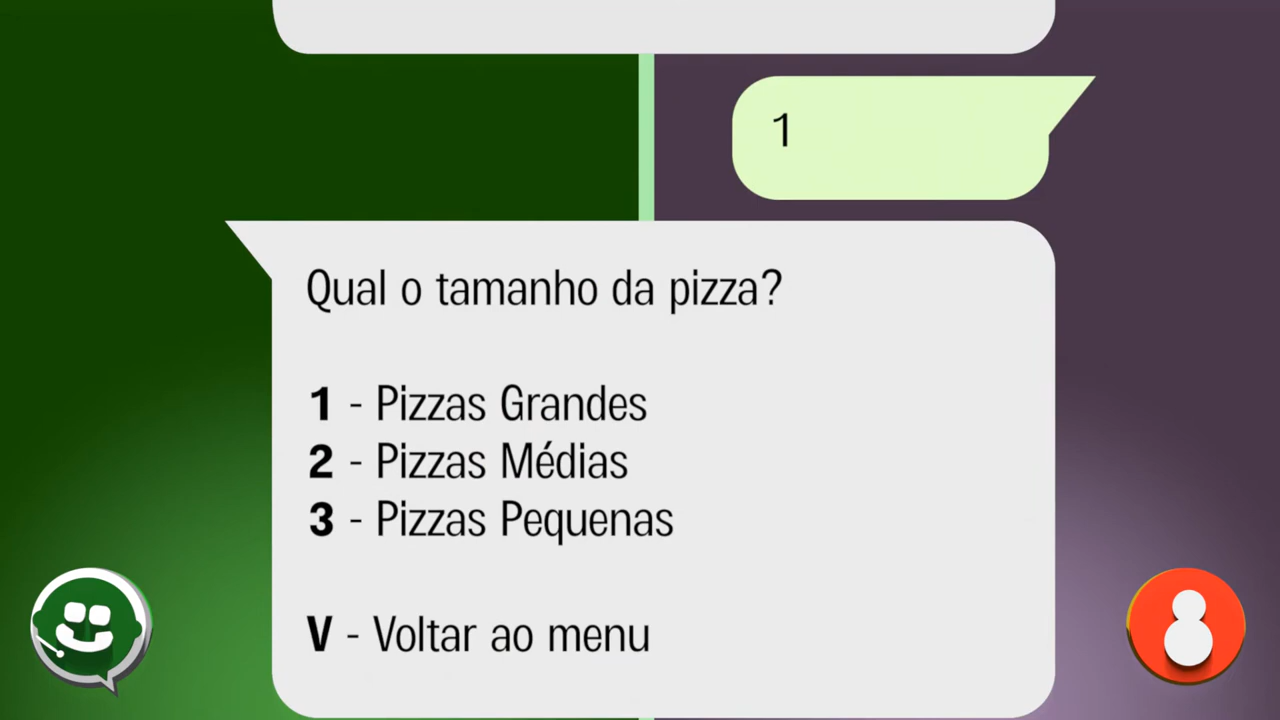 1
Qual o tamanho da pizza?
1 - Pizzas Grandes
2 - Pizzas Médias
3 - Pizzas Pequenas
V - Voltar ao menu